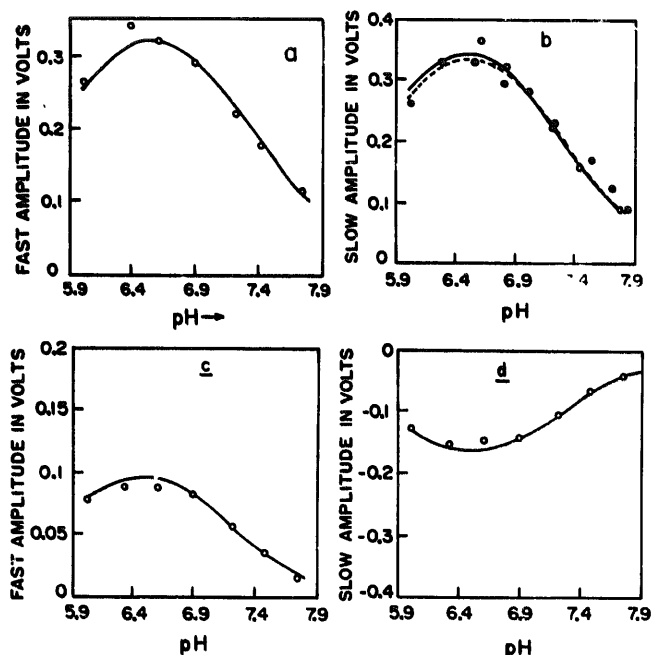 a
FAST AMPLITUDE IN VOLTS
0.3
0.2
0.1
0
5.9 6.4 6.9 7.4 7.9
pH→
b
SLOW AMPLITUDE IN VOLTS
0.4
0.3
0.2
0.1
0
5.9 6.4 6.9 7.4 7.9
pH
c
FAST AMPLITUDE IN VOLTS
0.2
0.15
0.1
0.05
0
5.9 6.4 6.9 7.4 7.9
pH
d
SLOW AMPLITUDE IN VOLTS
0
-0.1
-0.2
-0.3
-0.4
5.9 6.4 6.9 7.4 7.9
pH